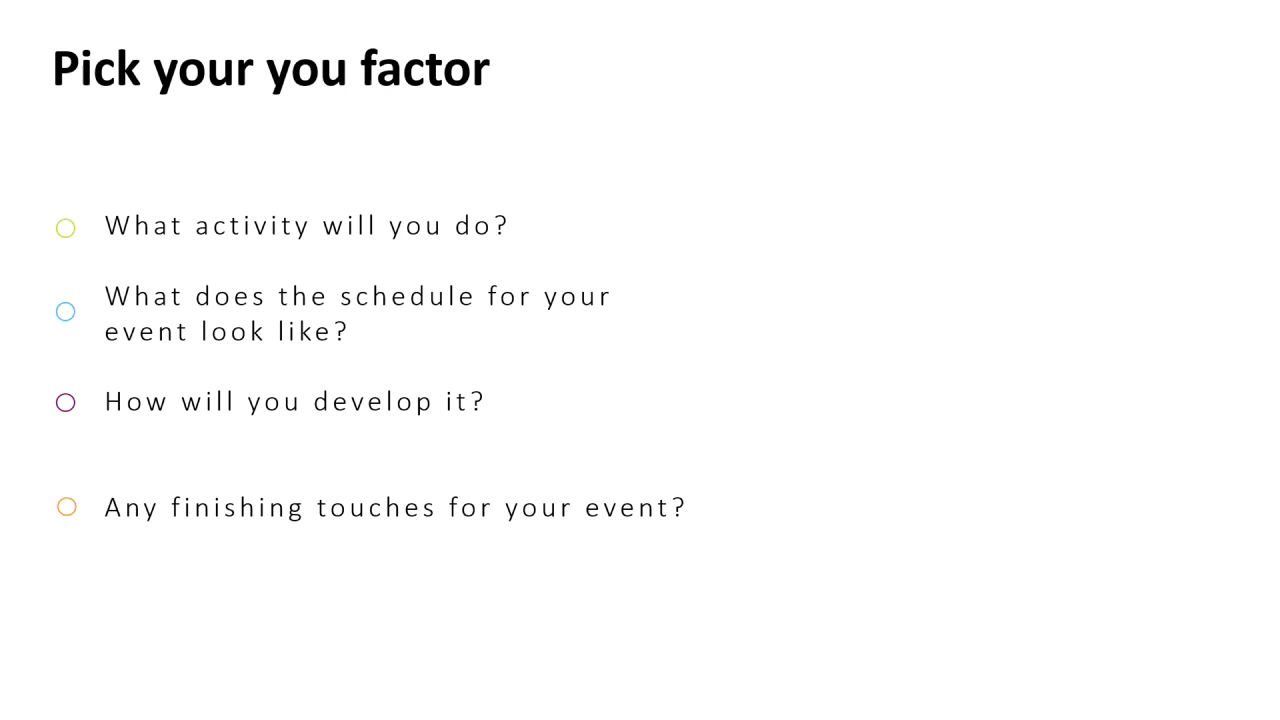 Pick your you factor
What activity will you do?
What does the schedule for your
event look like?
How will you develop it?
Any finishing touches for your event?